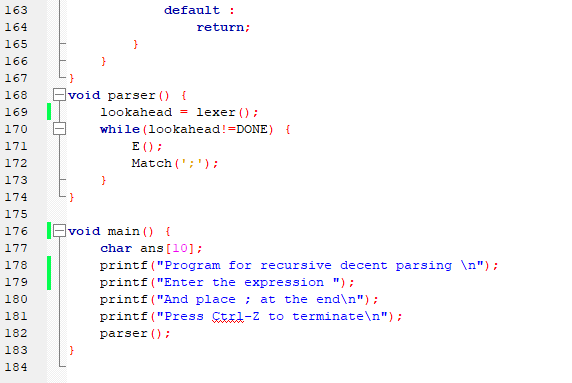 163 default :
164 return;
165 }
166 }
167 }
168 void parser() {
169 lookahead = lexer();
170 while(lookahead!=DONE) {
171 E();
172 Match(';');
173 }
174 }
175
176 void main() {
177 char ans[10];
178 printf("Program for recursive decent parsing \n");
179 printf("Enter the expression ");
180 printf("And place ; at the end\n");
181 printf("Press Ctrl-Z to terminate\n");
182 parser();
183 }
184